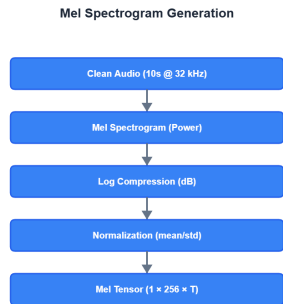 Mel Spectrogram Generation
Clean Audio (10s @ 32 kHz)
Mel Spectrogram (Power)
Log Compression (dB)
Normalization (mean/std)
Mel Tensor (1 × 256 × T)